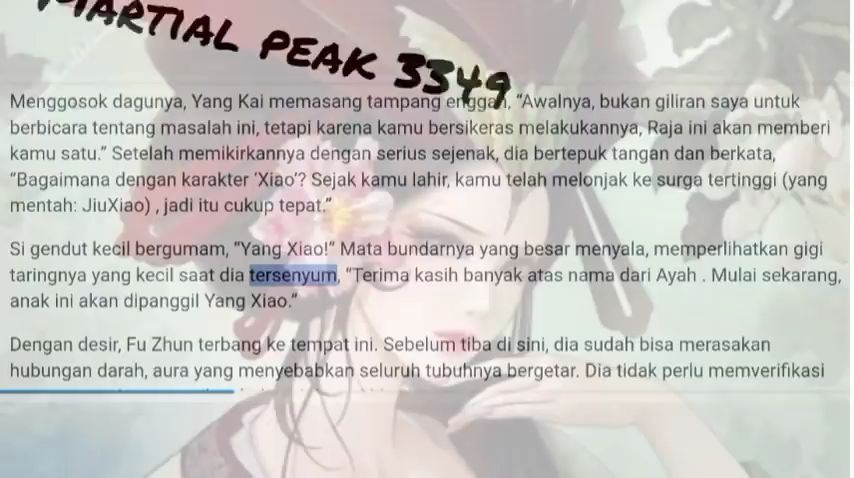 MARTIAL PEAK 3349
Menggosok dagunya, Yang Kai memasang tampang enggan, “Awalnya, bukan giliran saya untuk
berbicara tentang masalah ini, tetapi karena kamu bersikeras melakukannya, Raja ini akan memberi
kamu satu.” Setelah memikirkannya dengan serius sejenak, dia bertepuk tangan dan berkata,
“Bagaimana dengan karakter ‘Xiao’? Sejak kamu lahir, kamu telah melonjak ke surga tertinggi (yang
mentah: JiuXiao) , jadi itu cukup tepat.”
Si gendut kecil bergumam, “Yang Xiao!” Mata bundarnya yang besar menyala, memperlihatkan gigi
taringnya yang kecil saat dia tersenyum, “Terima kasih banyak atas nama dari Ayah . Mulai sekarang,
anak ini akan dipanggil Yang Xiao.”
Dengan desir, Fu Zhun terbang ke tempat ini. Sebelum tiba di sini, dia sudah bisa merasakan
hubungan darah, aura yang menyebabkan seluruh tubuhnya bergetar. Dia tidak perlu memverifikasi